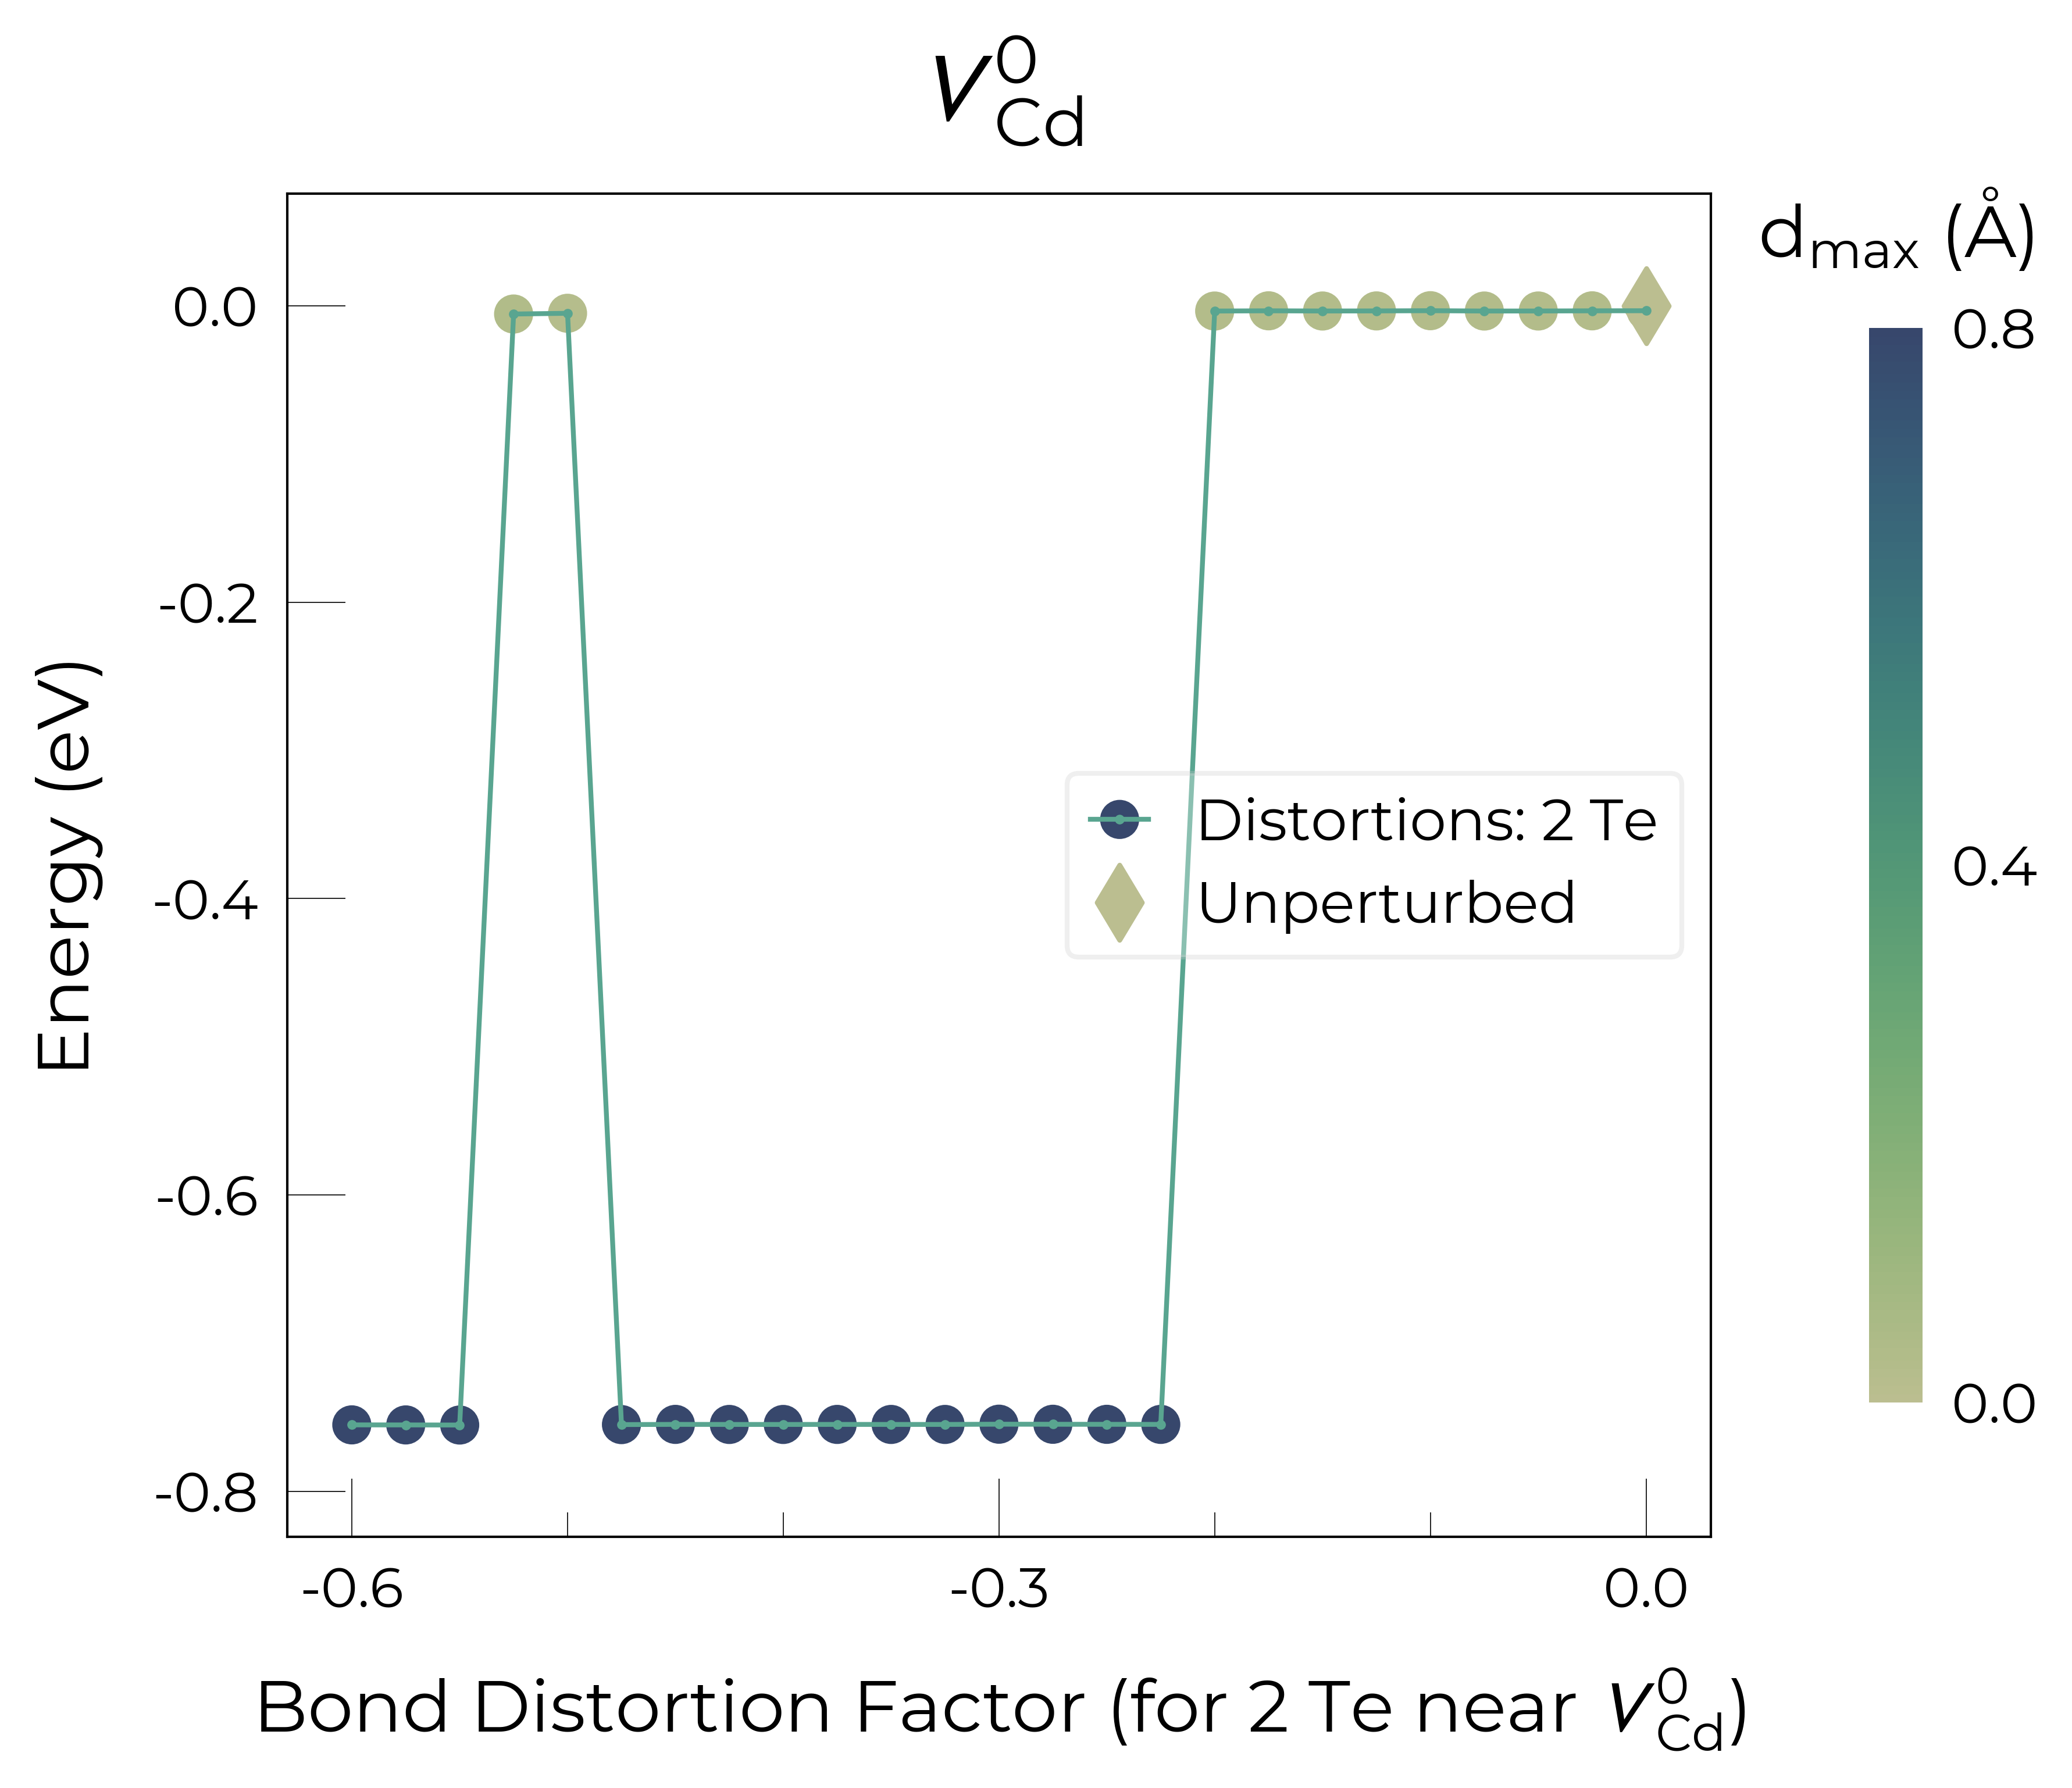 V⁰Cd
dmax (Å)
0.8
0.4
0.0
Energy (eV)
0.0
-0.2
-0.4
-0.6
-0.8
Distortions: 2 Te
Unperturbed
-0.6 -0.3 0.0
Bond Distortion Factor (for 2 Te near V⁰Cd)